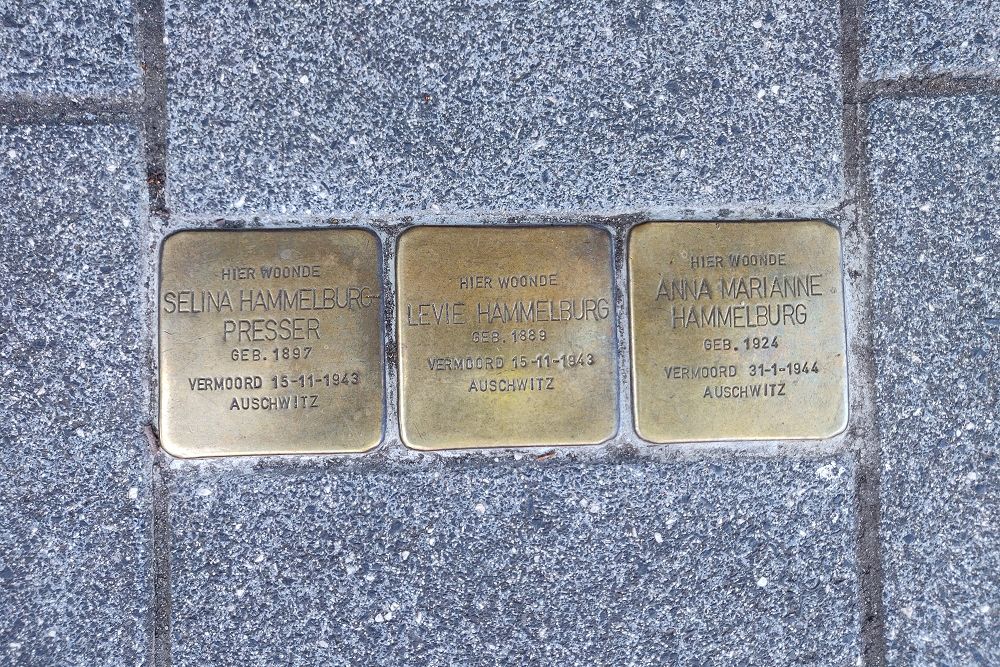 HIER WOONDE
SELINA HAMMELBURG
PRESSER
GEB. 1897
VERMOORD 15-11-1943
AUSCHWITZ
HIER WOONDE
LEVIE HAMMELBURG
GEB. 1889
VERMOORD 15-11-1943
AUSCHWITZ
HIER WOONDE
ANNA MARIANNE
HAMMELBURG
GEB. 1924
VERMOORD 31-1-1944
AUSCHWITZ